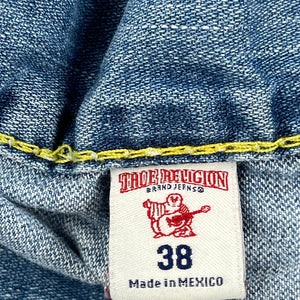 TRUE RELIGION
BRAND JEANS®
38
Made in MEXICO